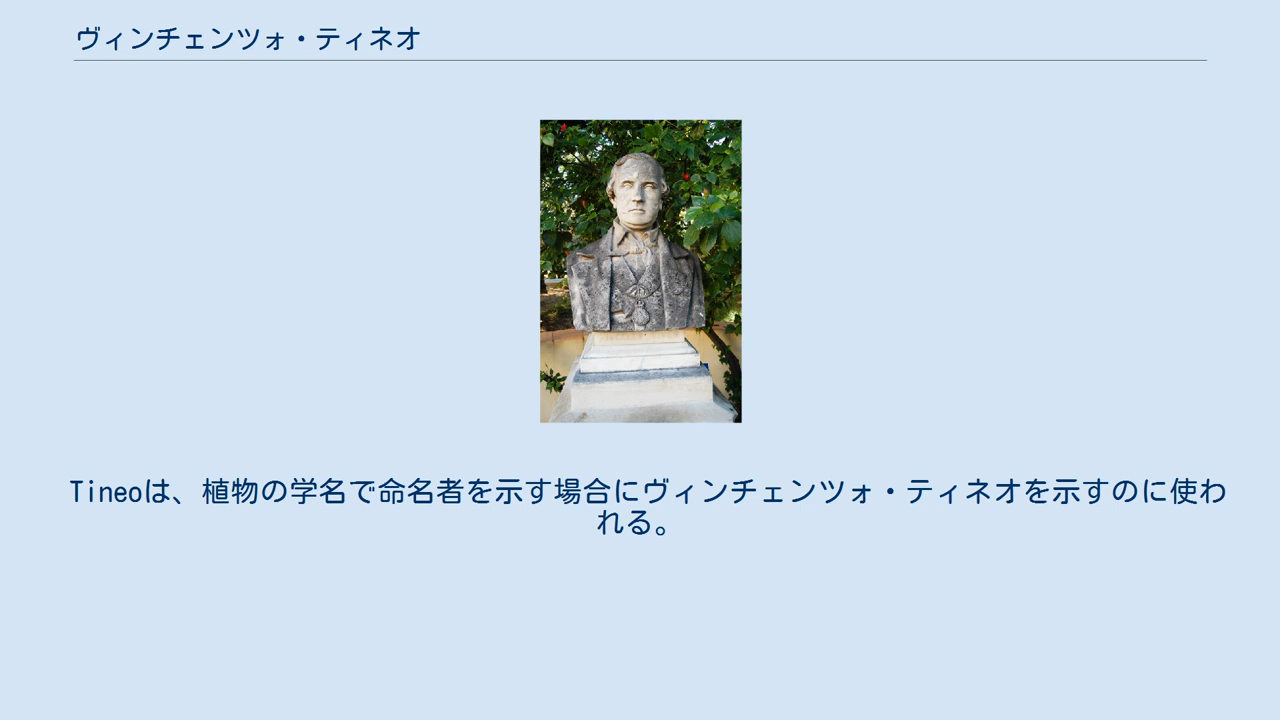 ヴィンチェンツォ・ティネオ
Tineoは、植物の学名で命名者を示す場合にヴィンチェンツォ・ティネオを示すのに使わ
れる。